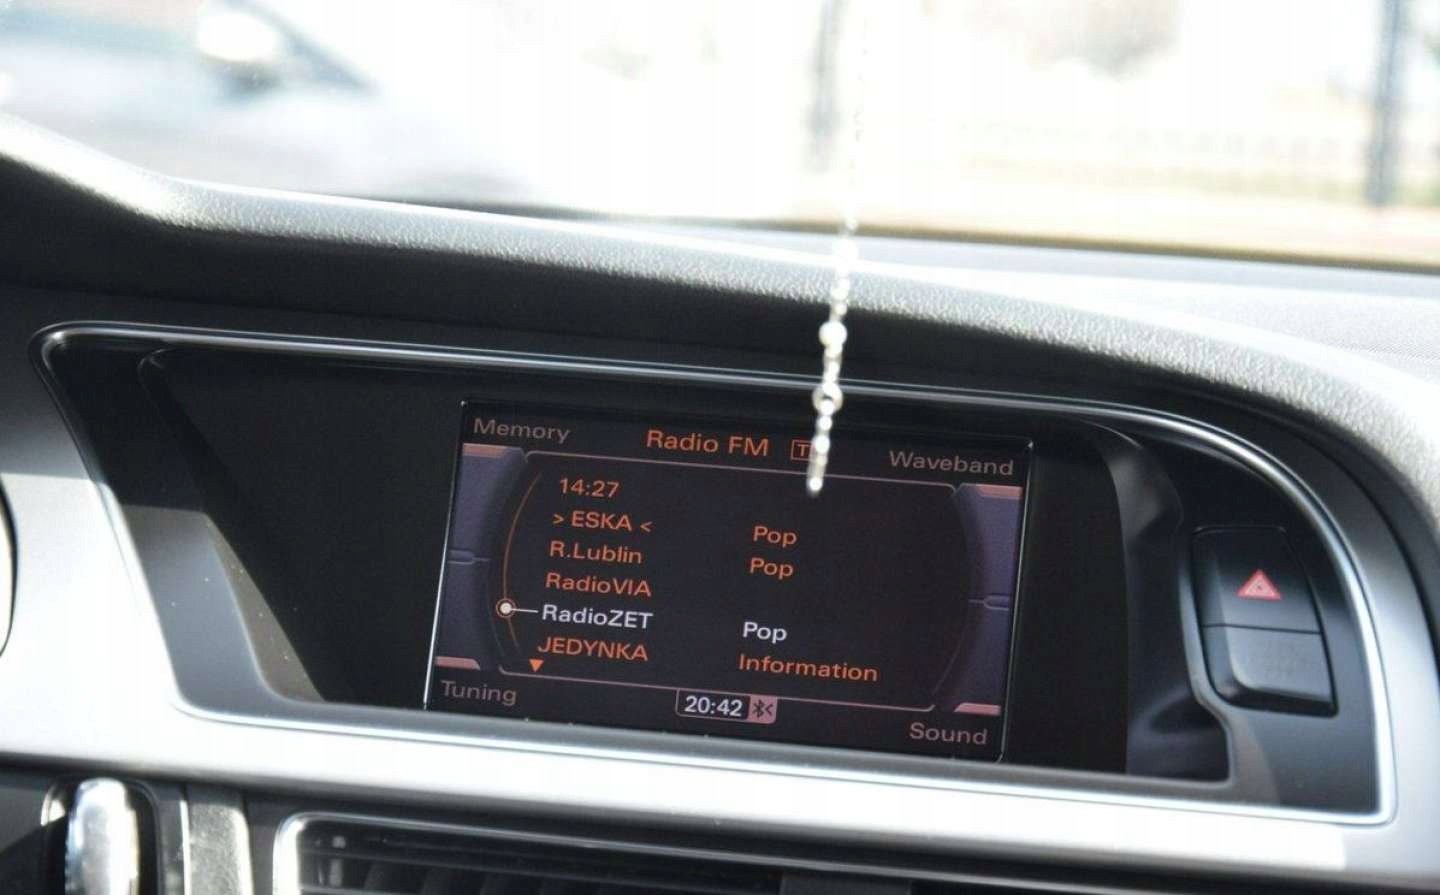 Memory
Radio FM
Waveband
14:27
> ESKA < Pop
R.Lublin Pop
RadioVIA
RadioZET Pop
JEDYNKA Information
Tuning
20:42
Sound